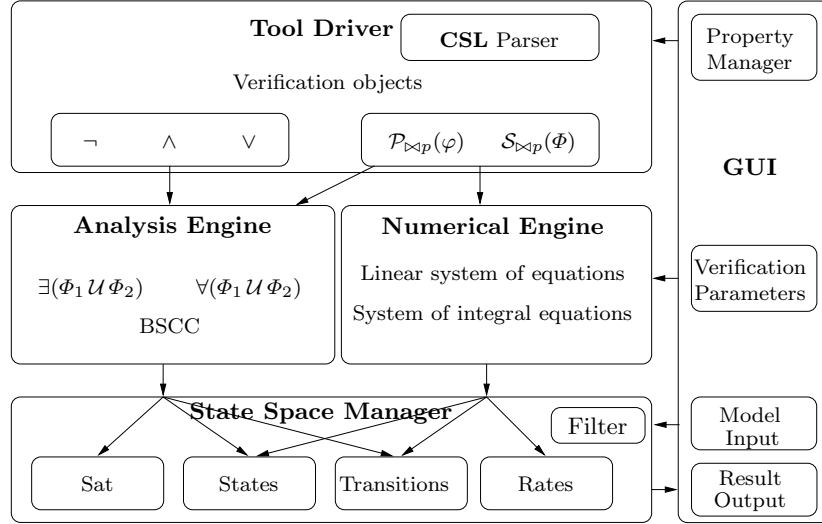 Tool Driver
CSL Parser
Verification objects
¬ ∧ ∨
𝒫⋈p(φ) 𝒮⋈p(Φ)
Analysis Engine
∃(Φ1 𝒰 Φ2) ∀(Φ1 𝒰 Φ2)
BSCC
Numerical Engine
Linear system of equations
System of integral equations
State Space Manager
Filter
Sat
States
Transitions
Rates
Property
Manager
GUI
Verification
Parameters
Model
Input
Result
Output